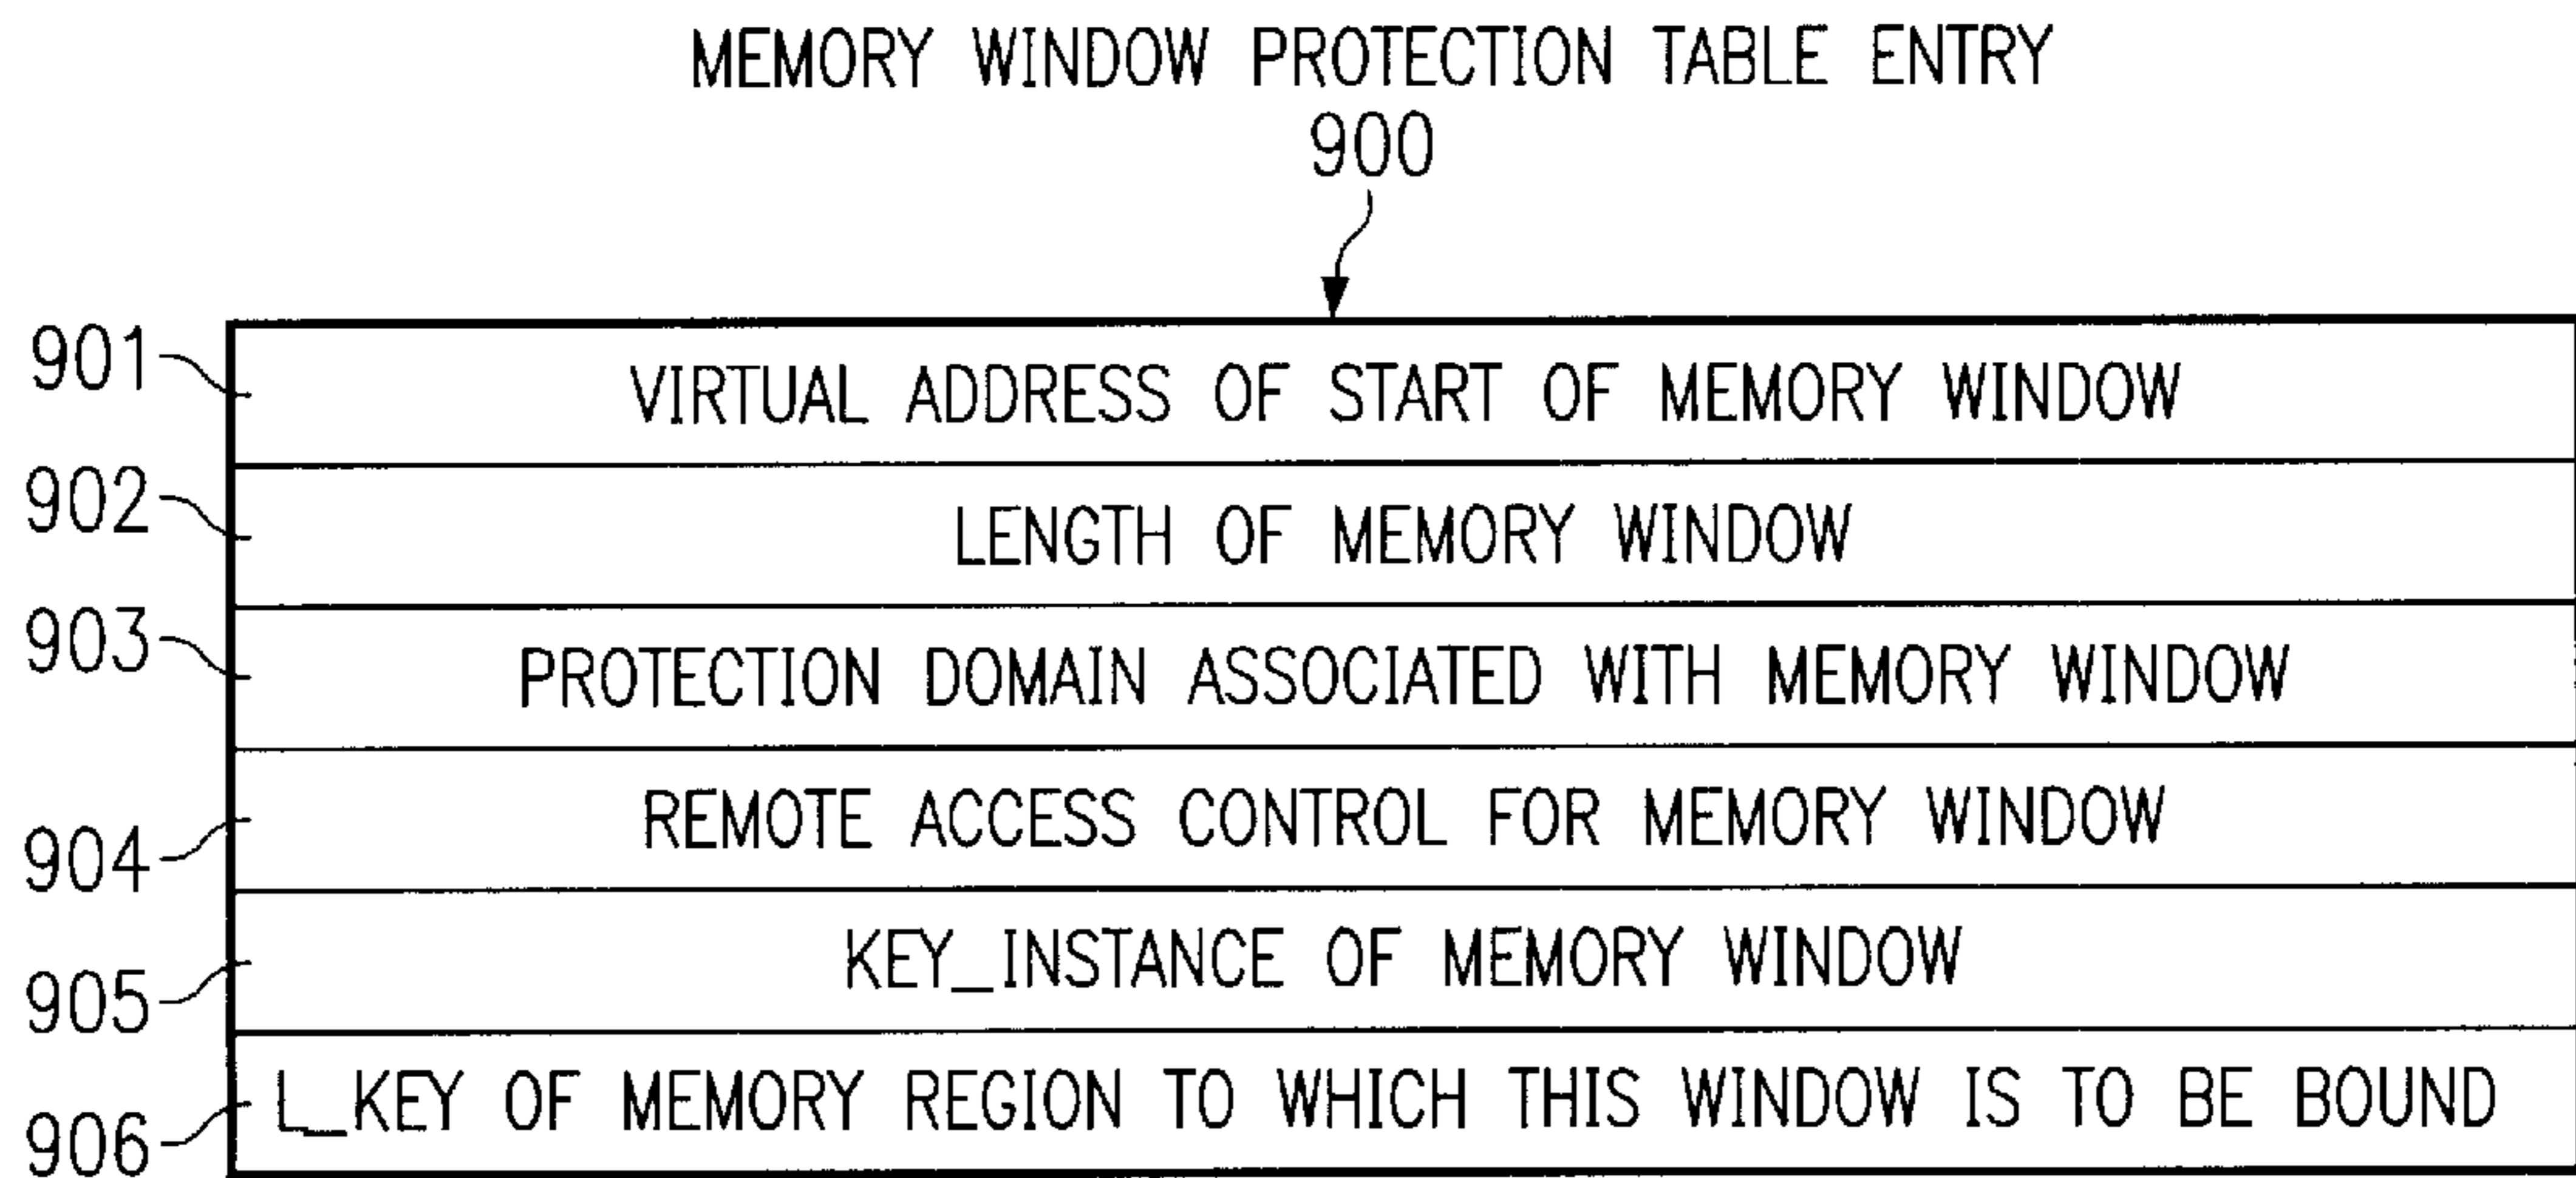 MEMORY WINDOW PROTECTION TABLE ENTRY
900
901 VIRTUAL ADDRESS OF START OF MEMORY WINDOW
902 LENGTH OF MEMORY WINDOW
903 PROTECTION DOMAIN ASSOCIATED WITH MEMORY WINDOW
904 REMOTE ACCESS CONTROL FOR MEMORY WINDOW
905 KEY_INSTANCE OF MEMORY WINDOW
906 L_KEY OF MEMORY REGION TO WHICH THIS WINDOW IS TO BE BOUND